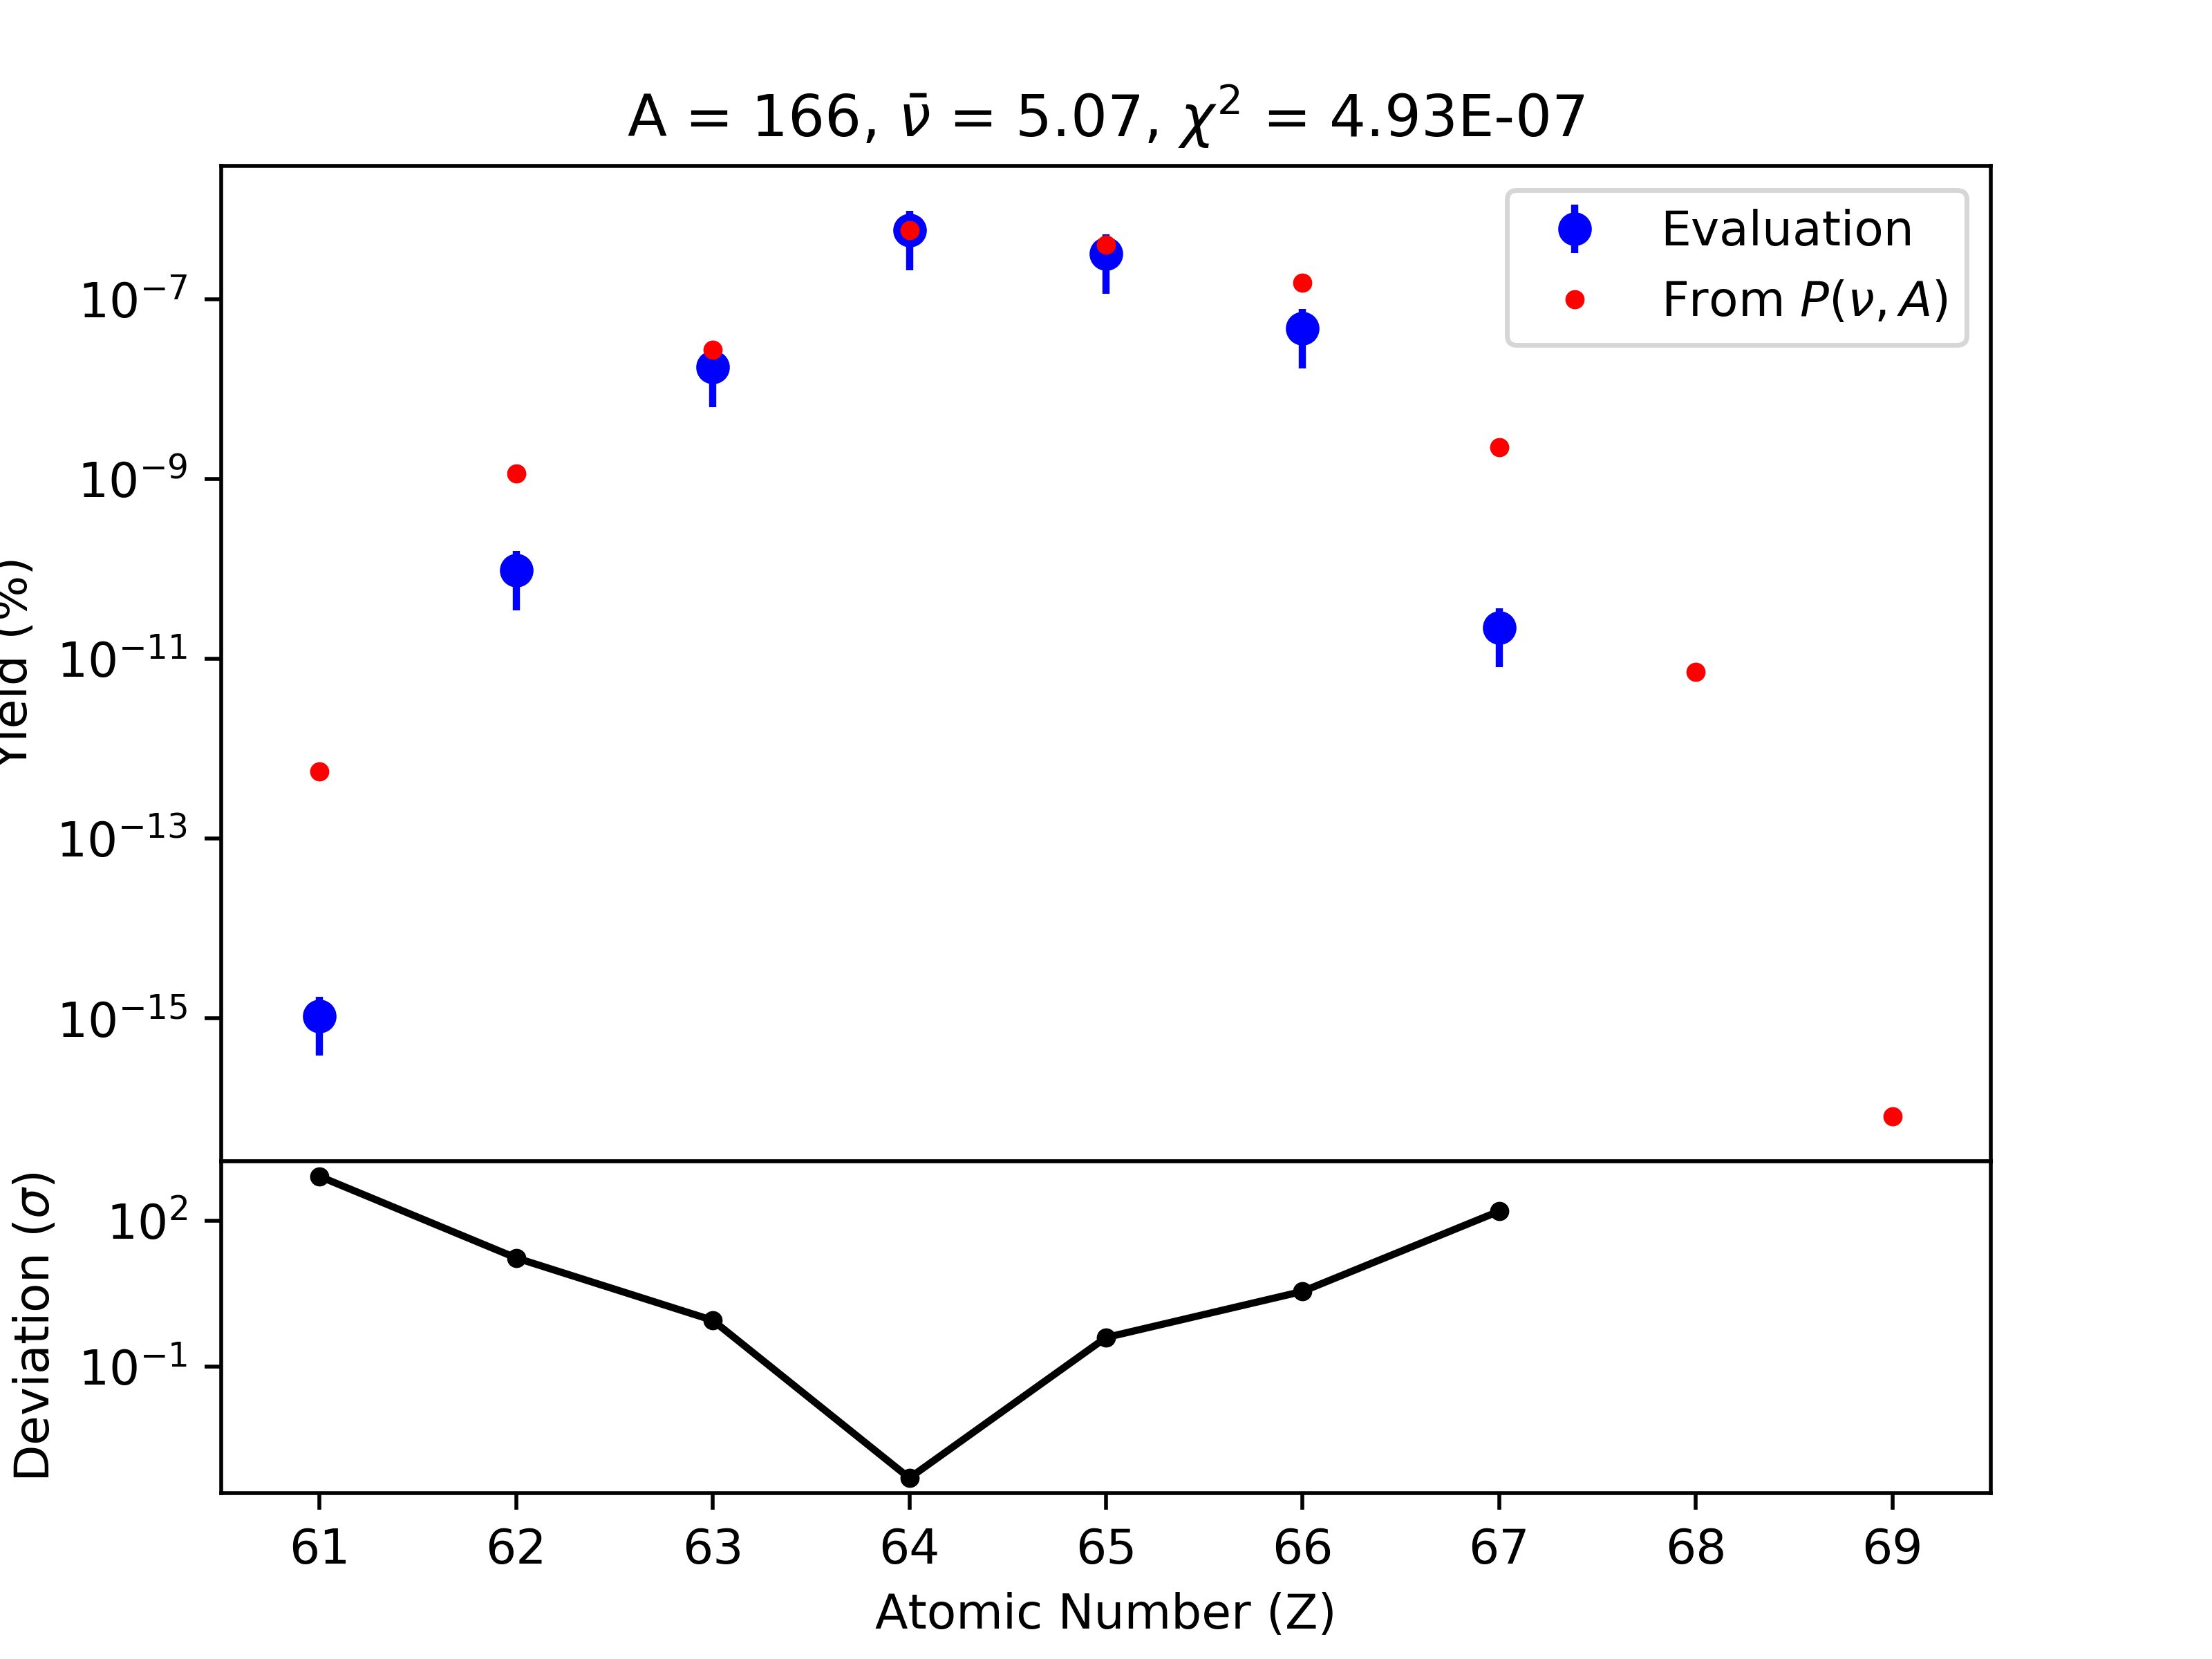 A = 166, ν̄ = 5.07, χ² = 4.93E-07
Evaluation
From P(ν, A)
10⁻⁷
10⁻⁹
10⁻¹¹
10⁻¹³
10⁻¹⁵
Yield (%)
10²
10⁻¹
Deviation (σ)
61 62 63 64 65 66 67 68 69
Atomic Number (Z)